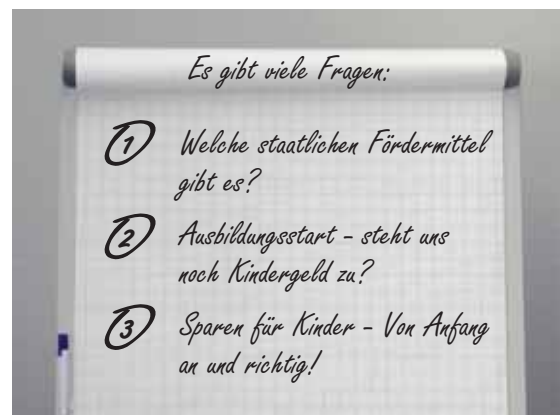 Es gibt viele Fragen:
1 Welche staatlichen Fördermittel
gibt es?
2 Ausbildungsstart – steht uns
noch Kindergeld zu?
3 Sparen für Kinder – Von Anfang
an und richtig!